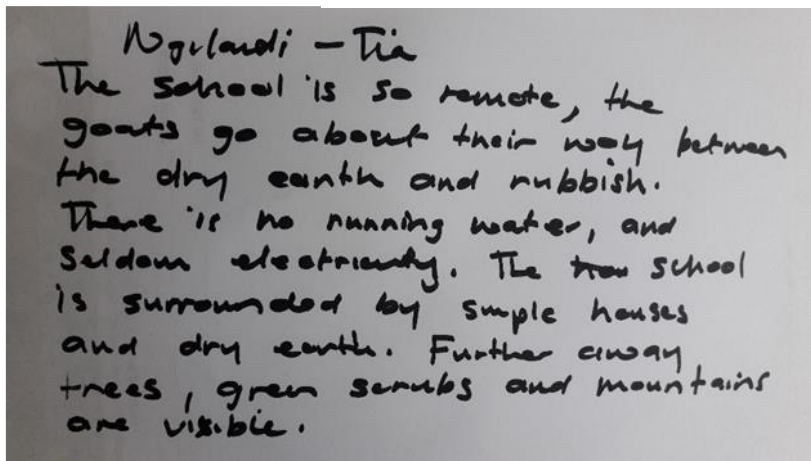 – Tia
The school is so remote, the
goats go about their way between
the dry earth and rubbish.
There is no running water, and
seldom electricity. The school
is surrounded by simple houses
and dry earth. Further away
trees, green scrubs and mountains
are visible.